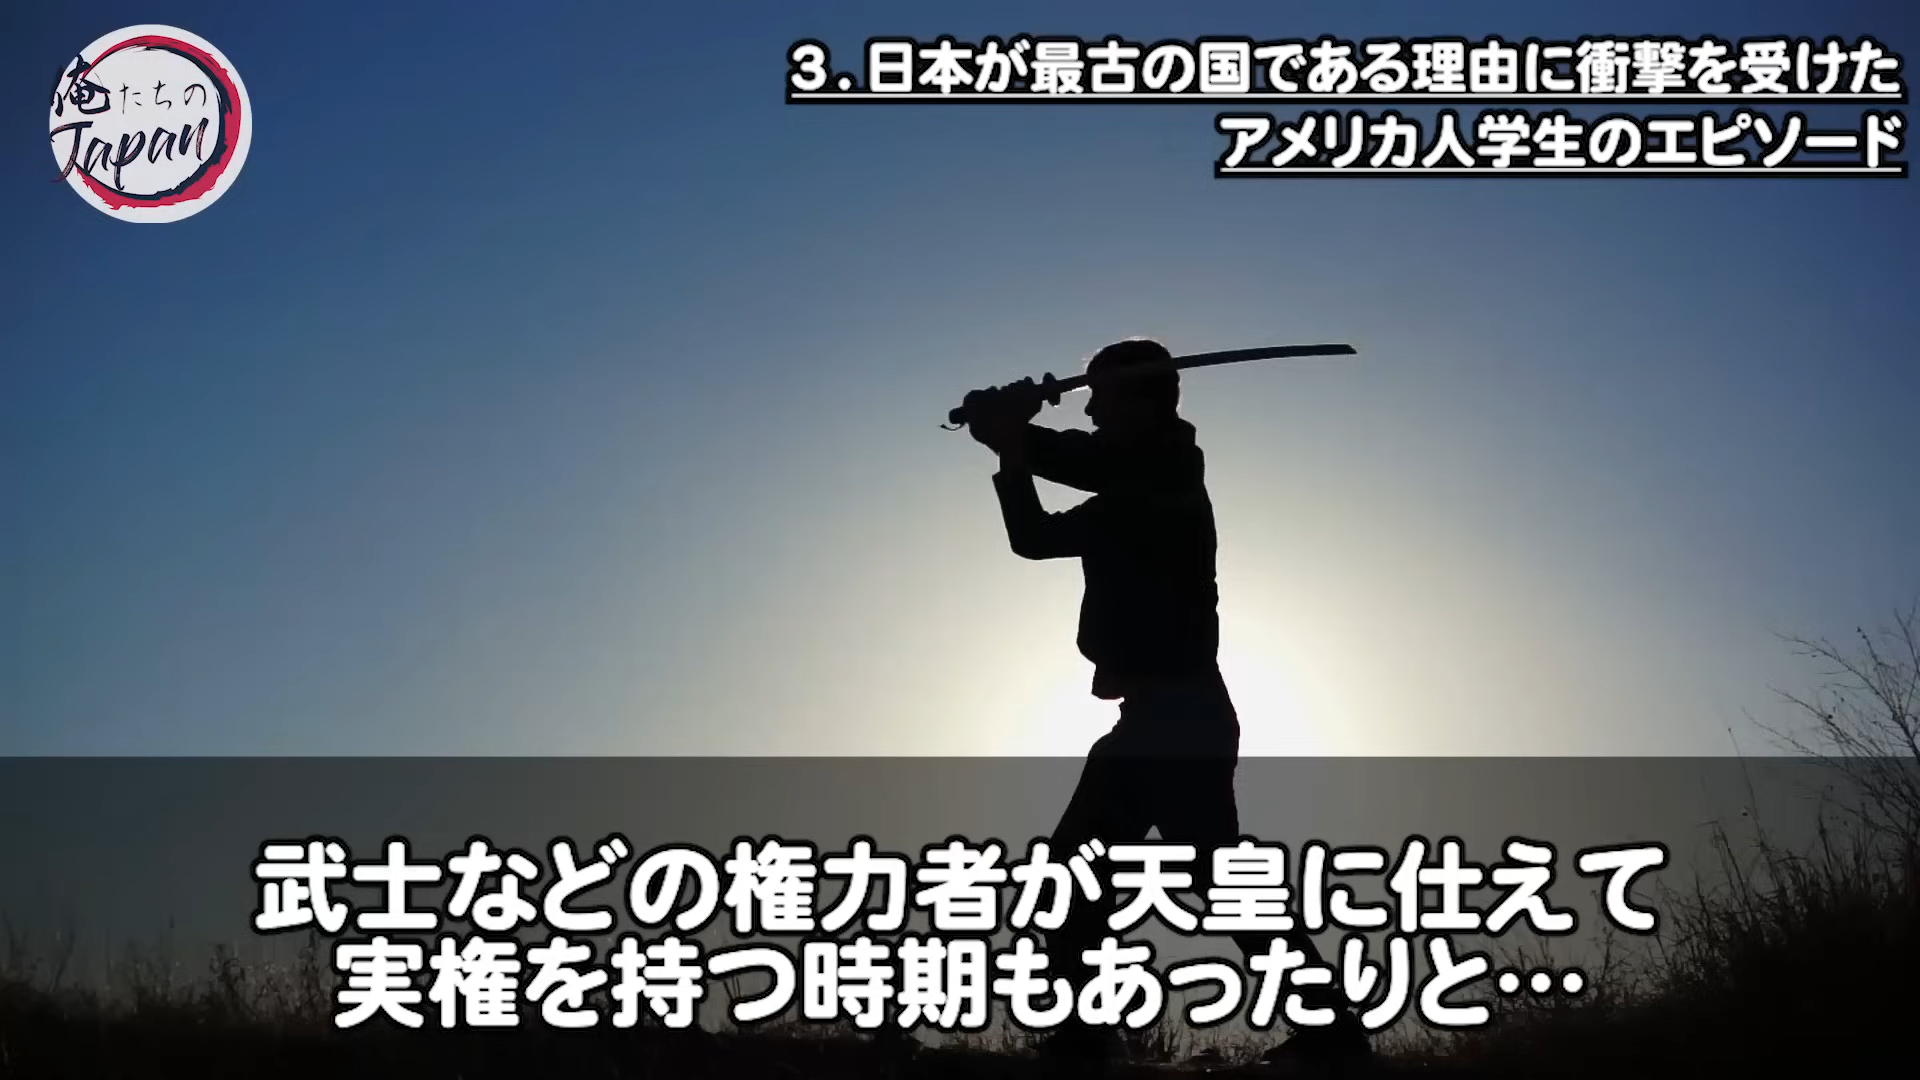 俺たちの
Japan
３．日本が最古の国である理由に衝撃を受けた
アメリカ人学生のエピソード
武士などの権力者が天皇に仕えて
実権を持つ時期もあったりと…